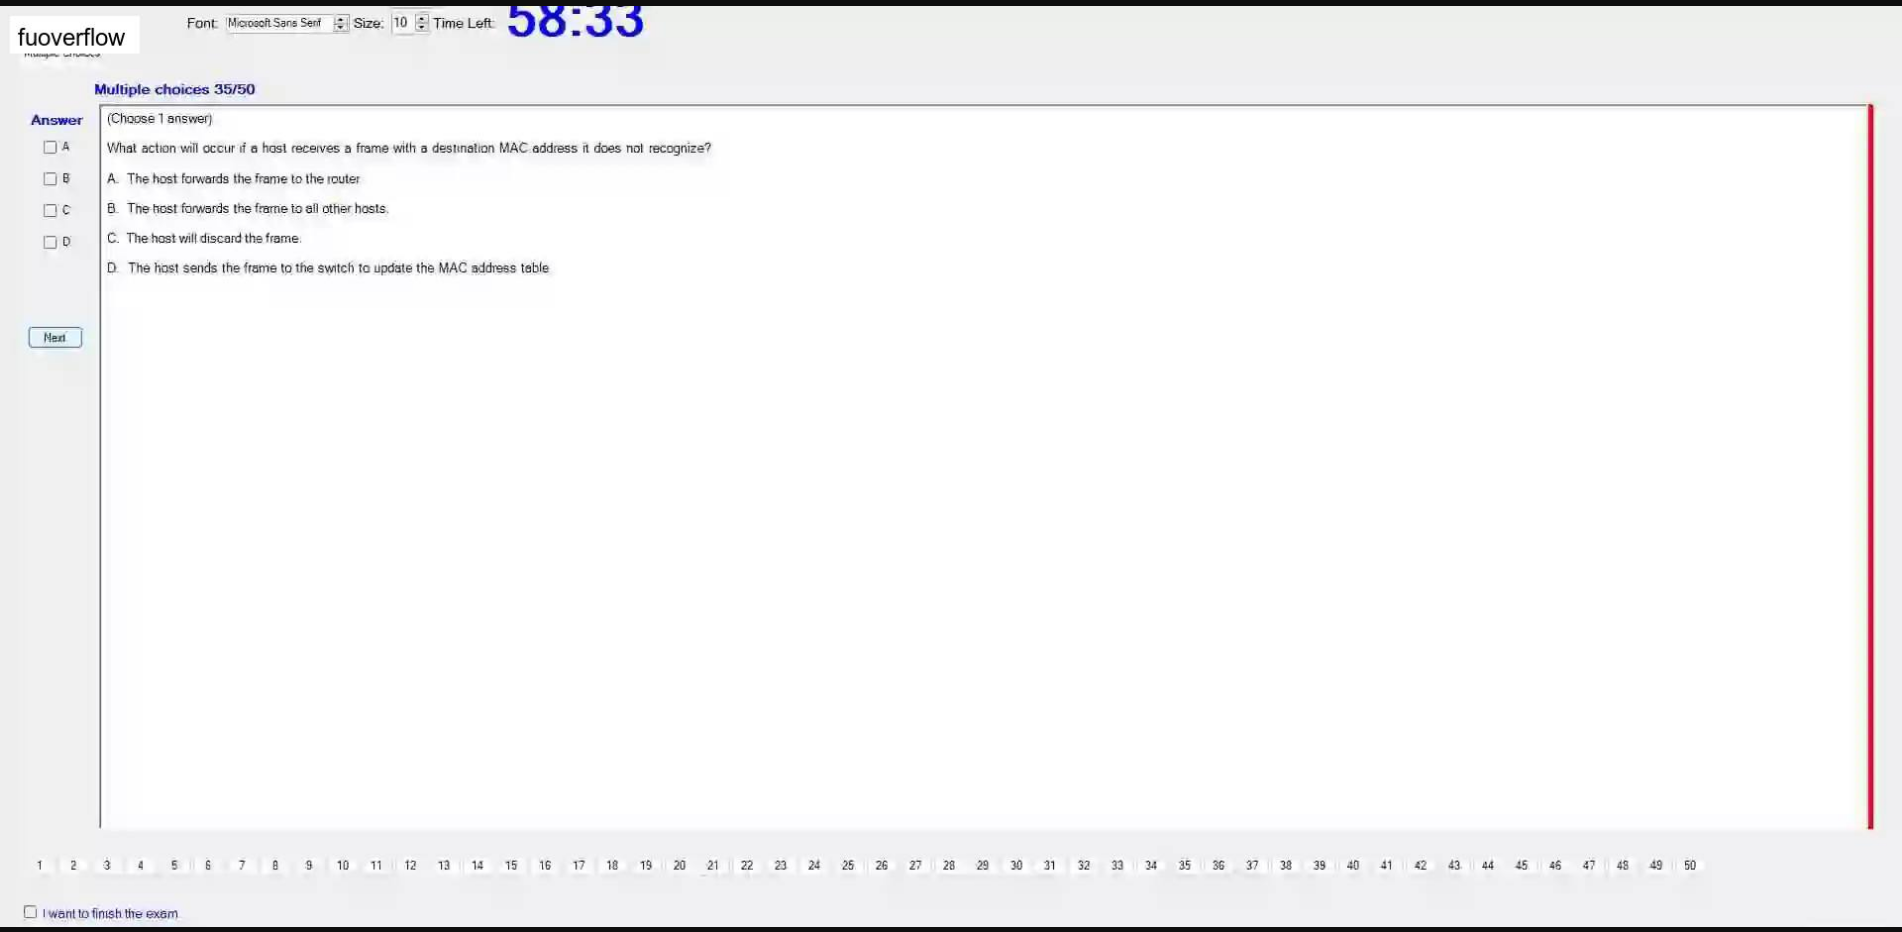 Font: Microsoft Sans Serif Size: 10 Time Left: 58:33
fuoverflow
Multiple choices
Multiple choices 35/50
Answer
(Choose 1 answer)
A
What action will occur if a host receives a frame with a destination MAC address it does not recognize?
B
A. The host forwards the frame to the router
C
B. The host forwards the frame to all other hosts.
D
C. The host will discard the frame.
D. The host sends the frame to the switch to update the MAC address table
Next
1 2 3 4 5 6 7 8 9 10 11 12 13 14 15 16 17 18 19 20 21 22 23 24 25 26 27 28 29 30 31 32 33 34 35 36 37 38 39 40 41 42 43 44 45 46 47 48 49 50
I want to finish the exam